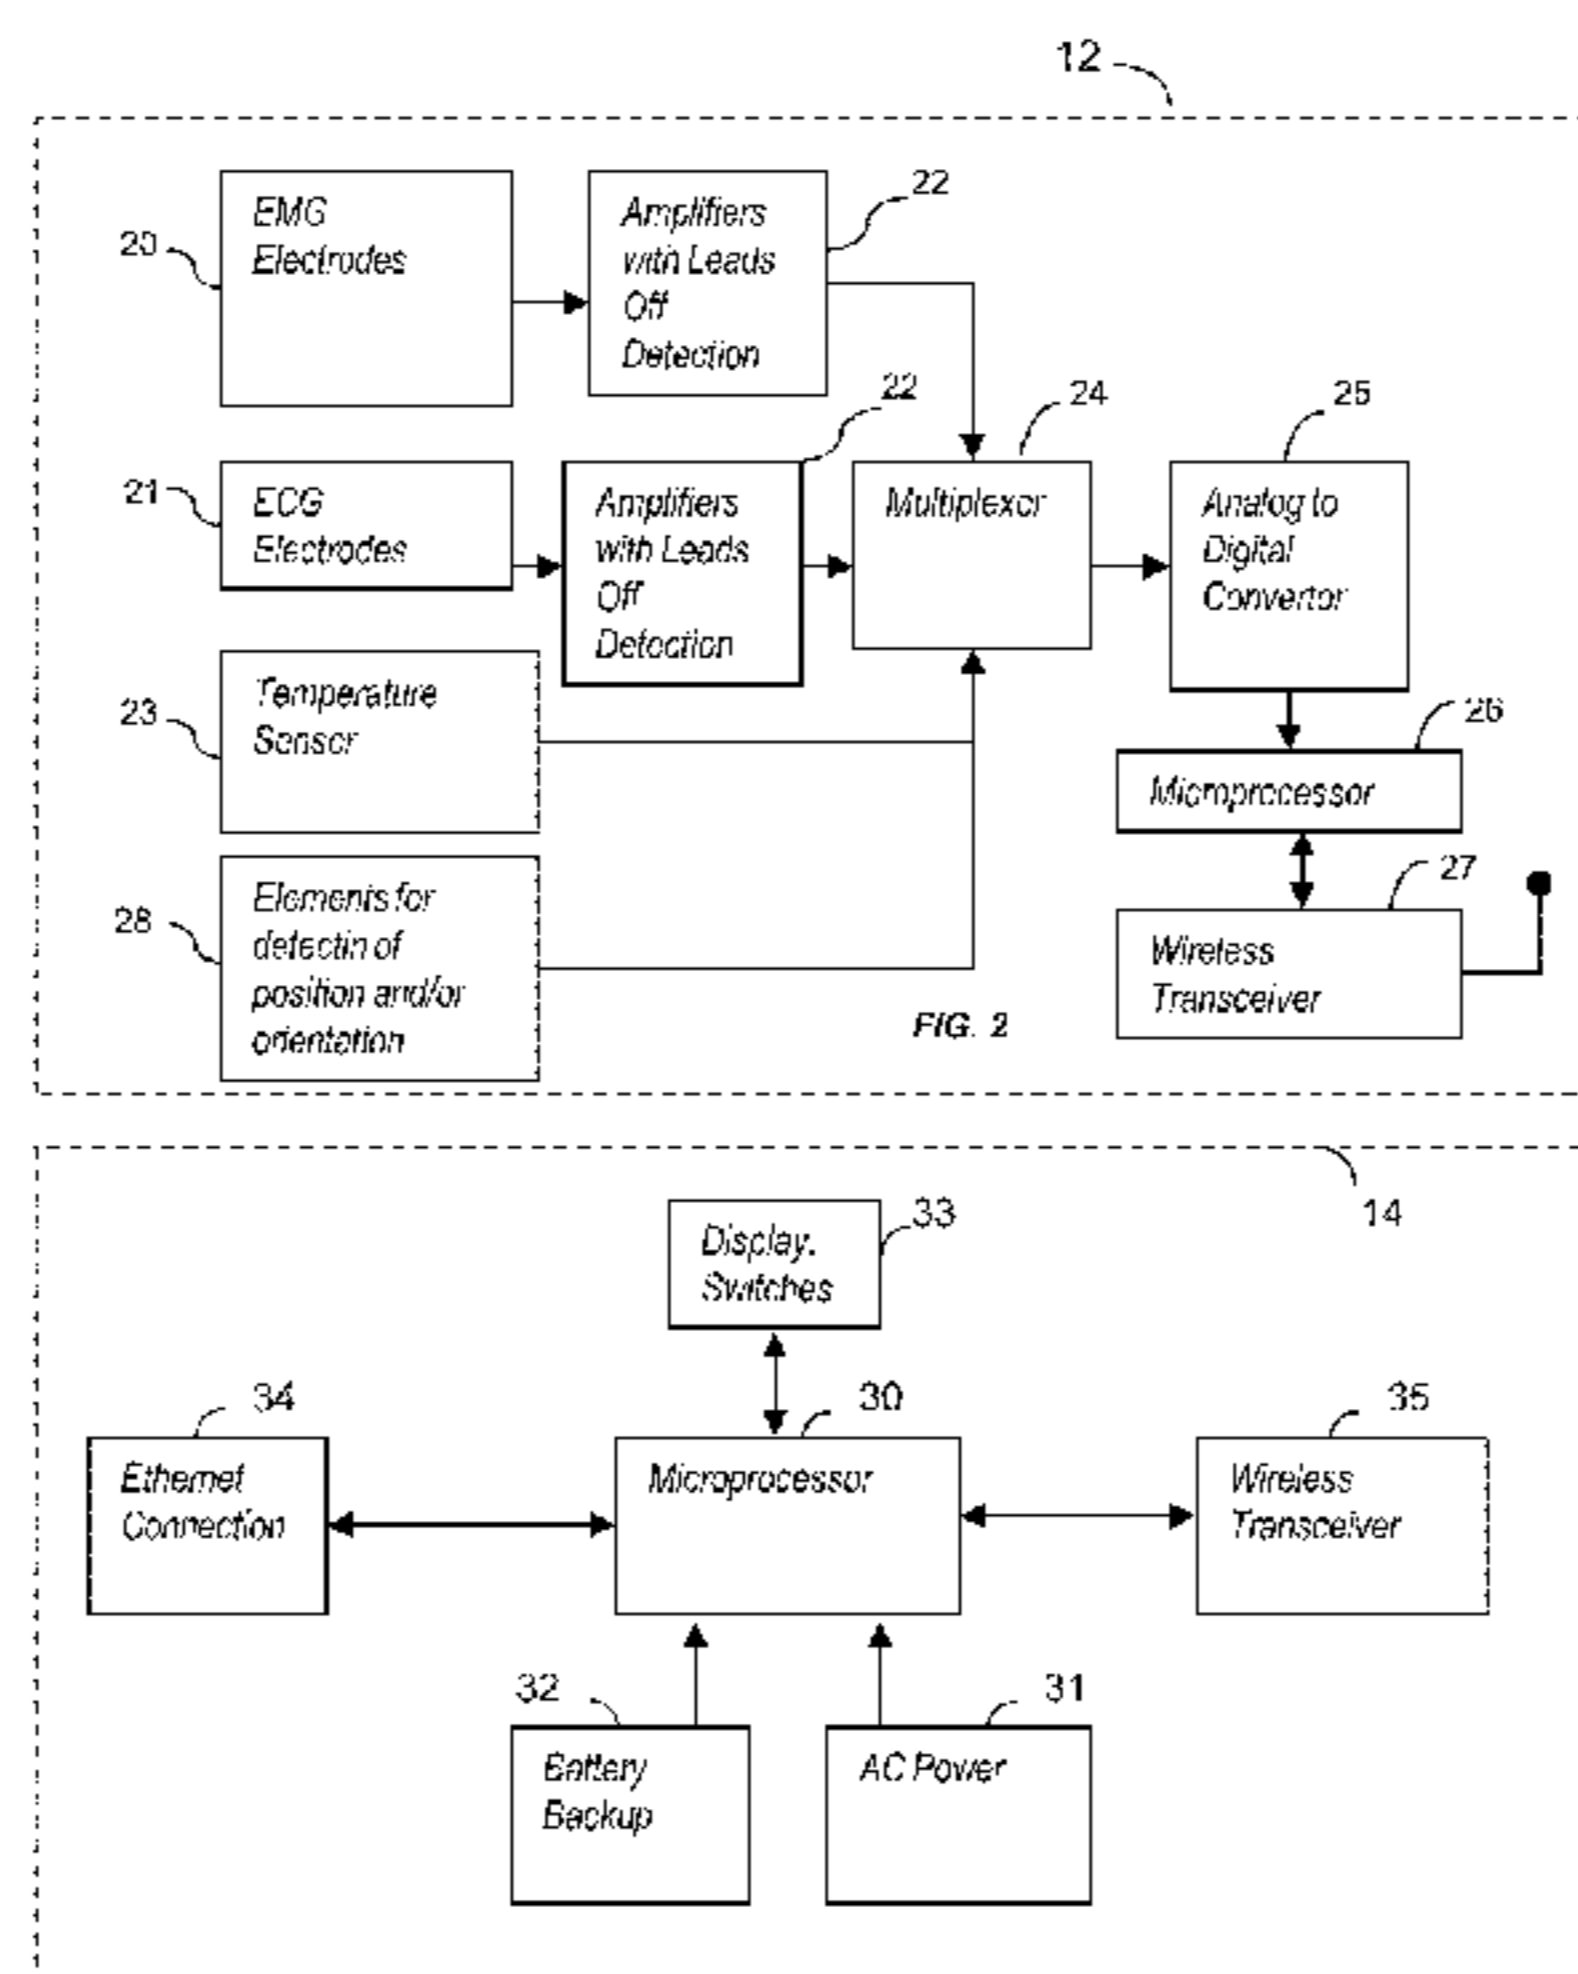 12
EMG
Electrodes
20
Amplifiers
with Leads
Off
Detection
22
ECG
Electrodes
21
Amplifiers
with Leads
Off
Detection
22
Multiplexor
24
Analog to
Digital
Convertor
25
Temperature
Sensor
23
Microprocessor
26
Elements for
detectin of
position and/or
orientation
28
Wireless
Transceiver
27
FIG. 2
14
Display,
Switches
33
Ethernet
Connection
34
Microprocessor
30
Wireless
Transceiver
35
Battery
Backup
32
AC Power
31